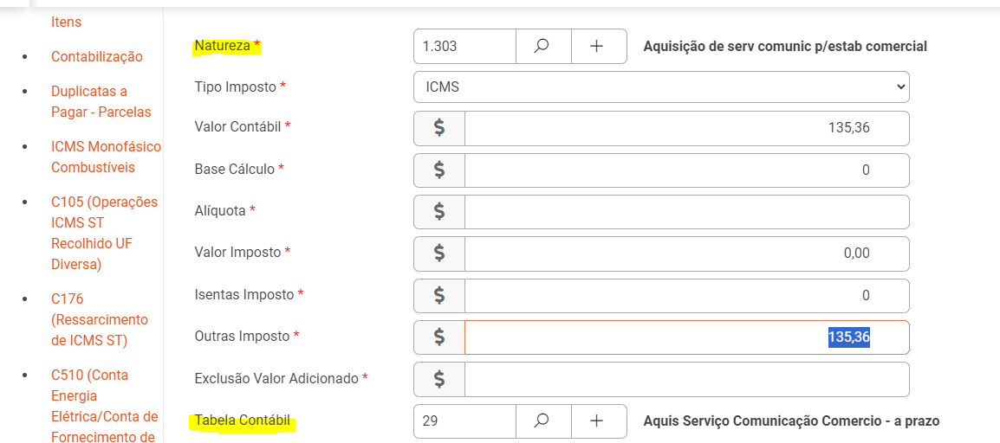 Itens
Contabilização
Duplicatas a
Pagar - Parcelas
ICMS Monofásico
Combustíveis
C105 (Operações
ICMS ST
Recolhido UF
Diversa)
C176
(Ressarcimento
de ICMS ST)
C510 (Conta
Energia
Elétrica/Conta de
Fornecimento de
Natureza * 1.303 Aquisição de serv comunic p/estab comercial
Tipo Imposto * ICMS
Valor Contábil * $ 135,36
Base Cálculo * $ 0
Alíquota * $
Valor Imposto * $ 0,00
Isentas Imposto * $ 0
Outras Imposto * $ 135,36
Exclusão Valor Adicionado * $
Tabela Contábil 29 Aquis Serviço Comunicação Comercio - a prazo